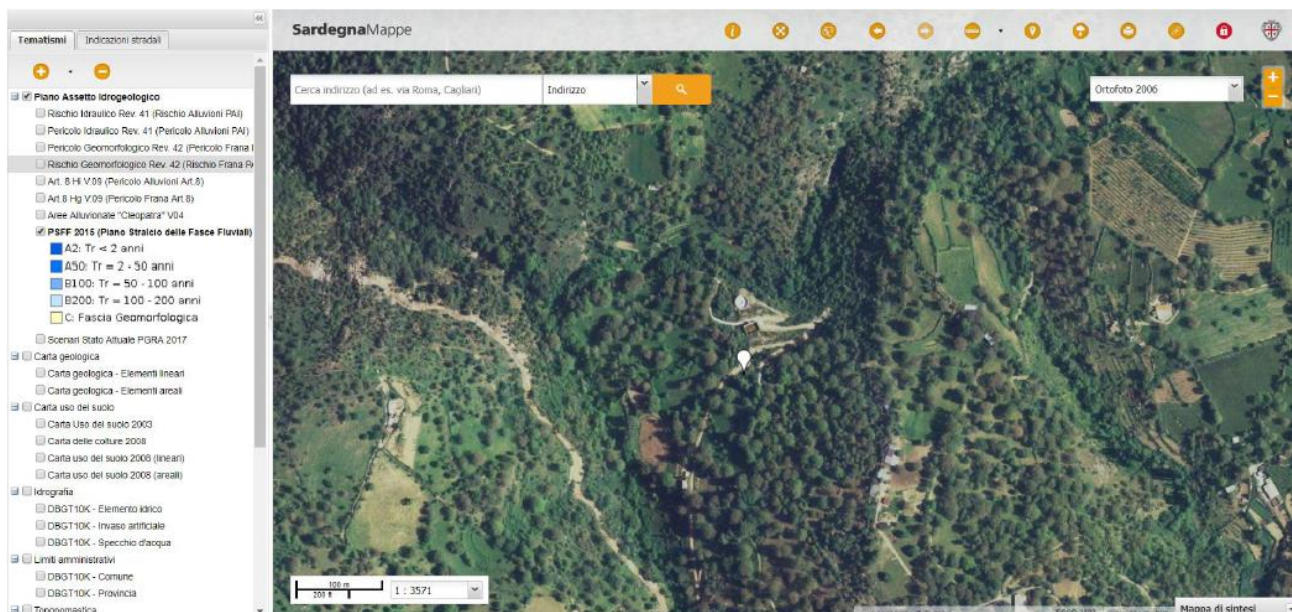 Tematismi
Indicazioni stradali
Piano Assetto Idrogeologico
Rischio Idraulico Rev. 41 (Rischio Alluvioni PAI)
Pericolo Idraulico Rev. 41 (Pericolo Alluvioni PAI)
Pericolo Geomorfologico Rev. 42 (Pericolo Frana
Rischio Geomorfologico Rev. 42 (Rischio Frana
Art. 8 Hi V.09 (Pericolo Alluvioni Art.8)
Art.8 Hg V.09 (Pericolo Frana Art.8)
Aree Alluvionate "Cleopatra" V04
PSFF 2015 (Piano Stralcio delle Fasce Fluviali)
A2: Tr < 2 anni
A50: Tr = 2 - 50 anni
B100: Tr = 50 - 100 anni
B200: Tr = 100 - 200 anni
C: Fascia Geomorfologica
Scenari Stato Attuale PGRA 2017
Carta geologica
Carta geologica - Elementi lineari
Carta geologica - Elementi areali
Carta uso del suolo
Carta Uso del suolo 2003
Carta delle colture 2008
Carta uso del suolo 2008 (lineari)
Carta uso del suolo 2008 (areali)
Idrografia
DBGT10K - Elemento idrico
DBGT10K - Invaso artificiale
DBGT10K - Specchio d'acqua
Limiti amministrativi
DBGT10K - Comune
DBGT10K - Provincia
Toponomastica
SardegnaMappe
Cerca indirizzo (ad es. via Roma, Cagliari)
Indirizzo
Ortofoto 2006
100 m
200 ft
1 : 3571
Mappa di sintesi